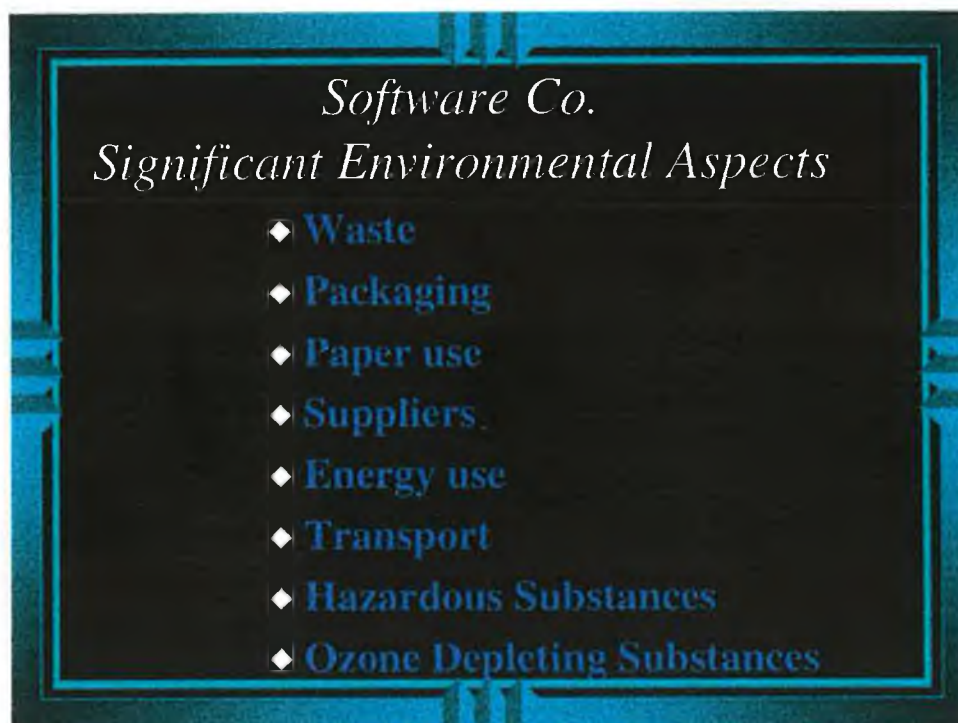 Software Co.
Significant Environmental Aspects
Waste
Packaging
Paper use
Suppliers
Energy use
Transport
Hazardous Substances
Ozone Depleting Substances